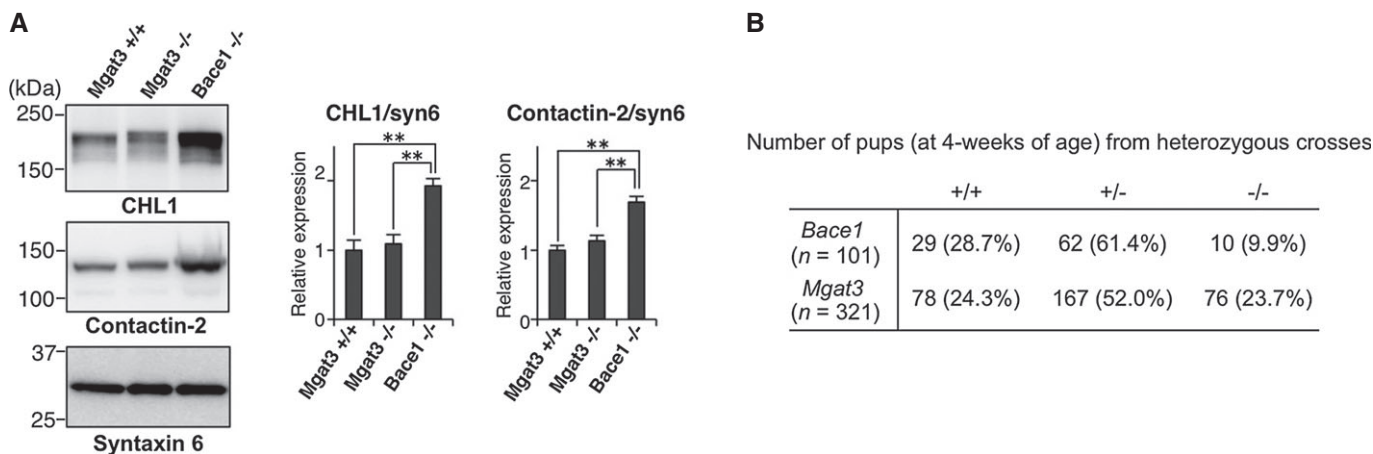 A
Mgat3 +/+
Mgat3 -/-
Bace1 -/-
(kDa)
250
150
CHL1
150
100
Contactin-2
37
25
Syntaxin 6
CHL1/syn6
**
**
Relative expression
2
1
0
Mgat3 +/+
Mgat3 -/-
Bace1 -/-
Contactin-2/syn6
**
**
Relative expression
2
1
0
Mgat3 +/+
Mgat3 -/-
Bace1 -/-
B
Number of pups (at 4-weeks of age) from heterozygous crosses
+/+ +/- -/-
Bace1
(n = 101) 29 (28.7%) 62 (61.4%) 10 (9.9%)
Mgat3
(n = 321) 78 (24.3%) 167 (52.0%) 76 (23.7%)